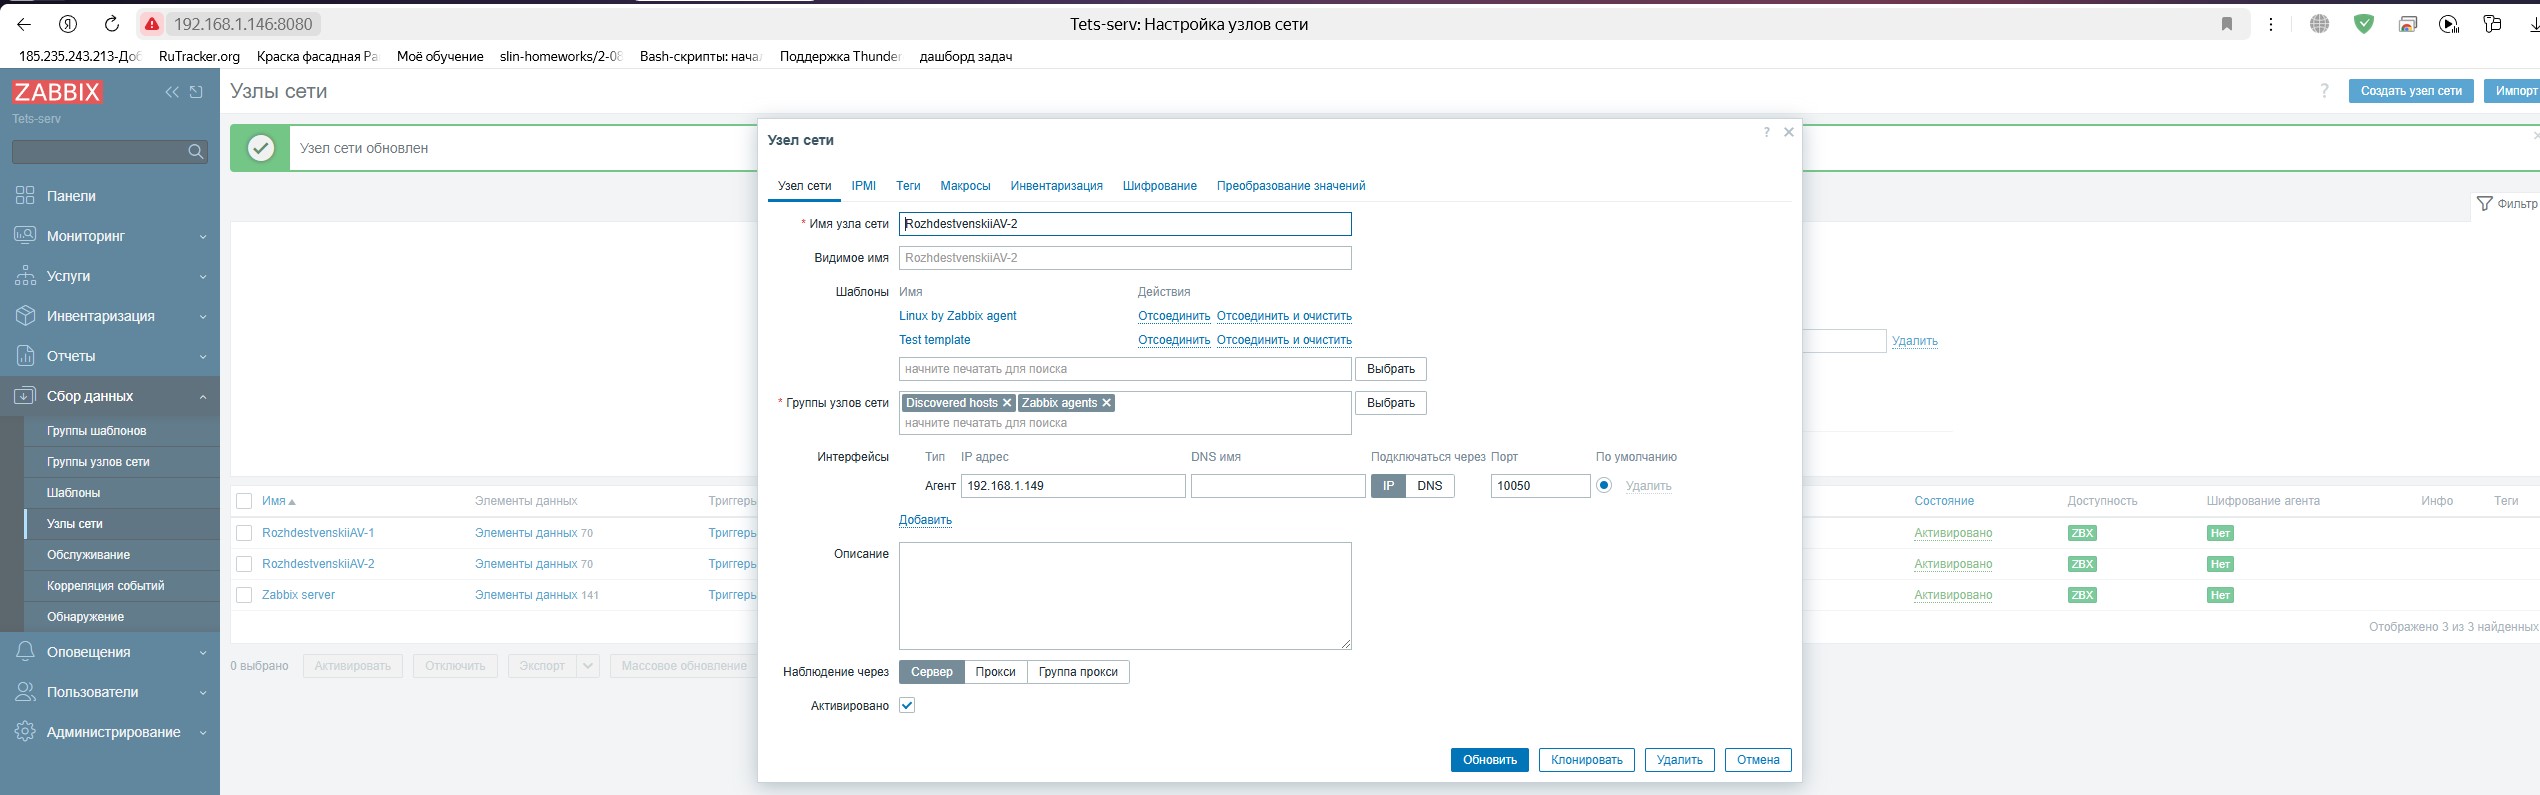 192.168.1.146:8080
Tets-serv: Настройка узлов сети
185.235.243.213-Доб RuTracker.org Краска фасадная Ра Моё обучение slin-homeworks/2-08 Bash-скрипты: нача Поддержка Thunder дашборд задач
ZABBIX
Tets-serv
Панели
Мониторинг
Услуги
Инвентаризация
Отчеты
Сбор данных
Группы шаблонов
Группы узлов сети
Шаблоны
Узлы сети
Обслуживание
Корреляция событий
Обнаружение
Оповещения
Пользователи
Администрирование
Узлы сети
? Создать узел сети Импорт
Узел сети обновлен
Фильтр
Удалить
Имя Элементы данных Триггеры Состояние Доступность Шифрование агента Инфо Теги
RozhdestvenskiiAV-1 Элементы данных 70 Триггеры Активировано ZBX Нет
RozhdestvenskiiAV-2 Элементы данных 70 Триггеры Активировано ZBX Нет
Zabbix server Элементы данных 141 Триггеры Активировано ZBX Нет
Отображено 3 из 3 найденных
0 выбрано Активировать Отключить Экспорт Массовое обновление
Узел сети ?
Узел сети IPMI Теги Макросы Инвентаризация Шифрование Преобразование значений
* Имя узла сети RozhdestvenskiiAV-2
Видимое имя RozhdestvenskiiAV-2
Шаблоны Имя Действия
Linux by Zabbix agent Отсоединить Отсоединить и очистить
Test template Отсоединить Отсоединить и очистить
начните печатать для поиска Выбрать
* Группы узлов сети Discovered hosts Zabbix agents Выбрать
начните печатать для поиска
Интерфейсы Тип IP адрес DNS имя Подключаться через Порт По умолчанию
Агент 192.168.1.149 IP DNS 10050 Удалить
Добавить
Описание
Наблюдение через Сервер Прокси Группа прокси
Активировано
Обновить Клонировать Удалить Отмена